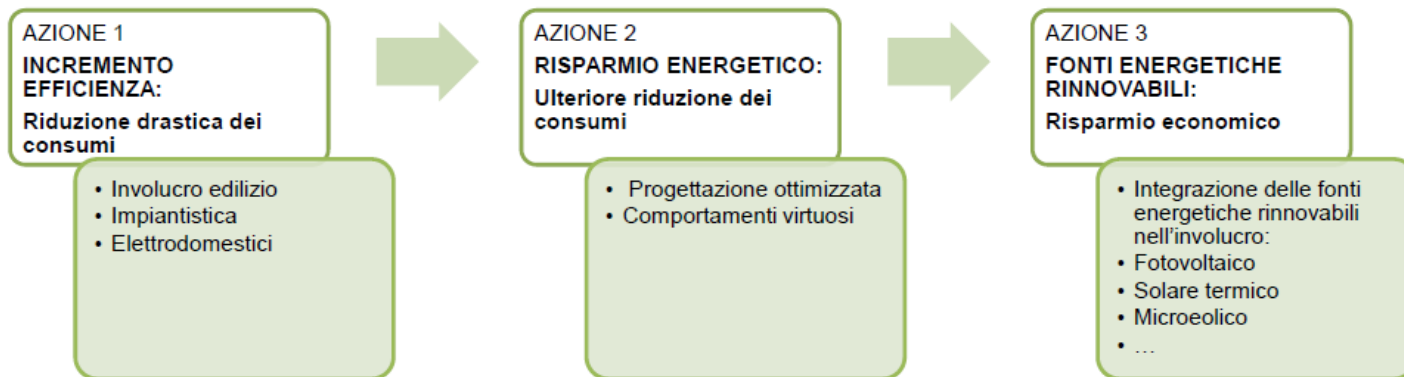 AZIONE 1
INCREMENTO
EFFICIENZA:
Riduzione drastica dei
consumi
• Involucro edilizio
• Impiantistica
• Elettrodomestici
AZIONE 2
RISPARMIO ENERGETICO:
Ulteriore riduzione dei
consumi
• Progettazione ottimizzata
• Comportamenti virtuosi
AZIONE 3
FONTI ENERGETICHE
RINNOVABILI:
Risparmio economico
• Integrazione delle fonti
energetiche rinnovabili
nell'involucro:
• Fotovoltaico
• Solare termico
• Microeolico
• …